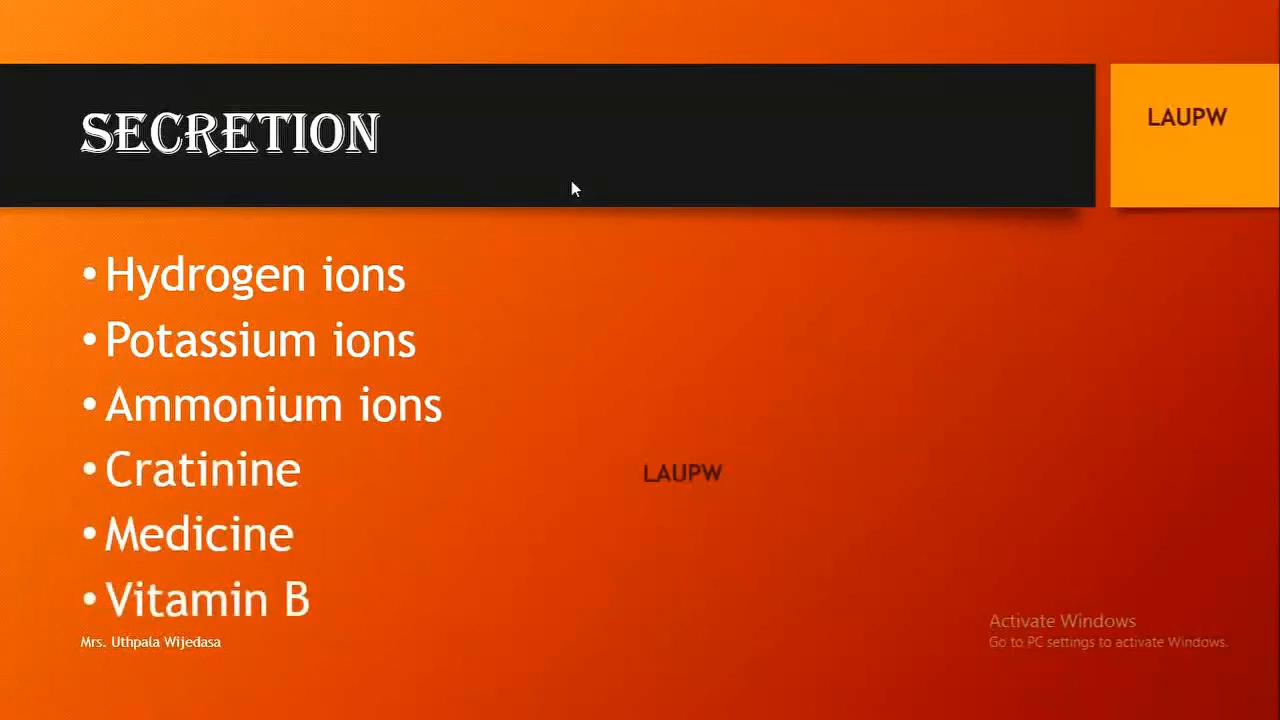 SECRETION
LAUPW
• Hydrogen ions
• Potassium ions
• Ammonium ions
• Cratinine
LAUPW
• Medicine
• Vitamin B
Mrs. Uthpala Wijedasa
Activate Windows
Go to PC settings to activate Windows.